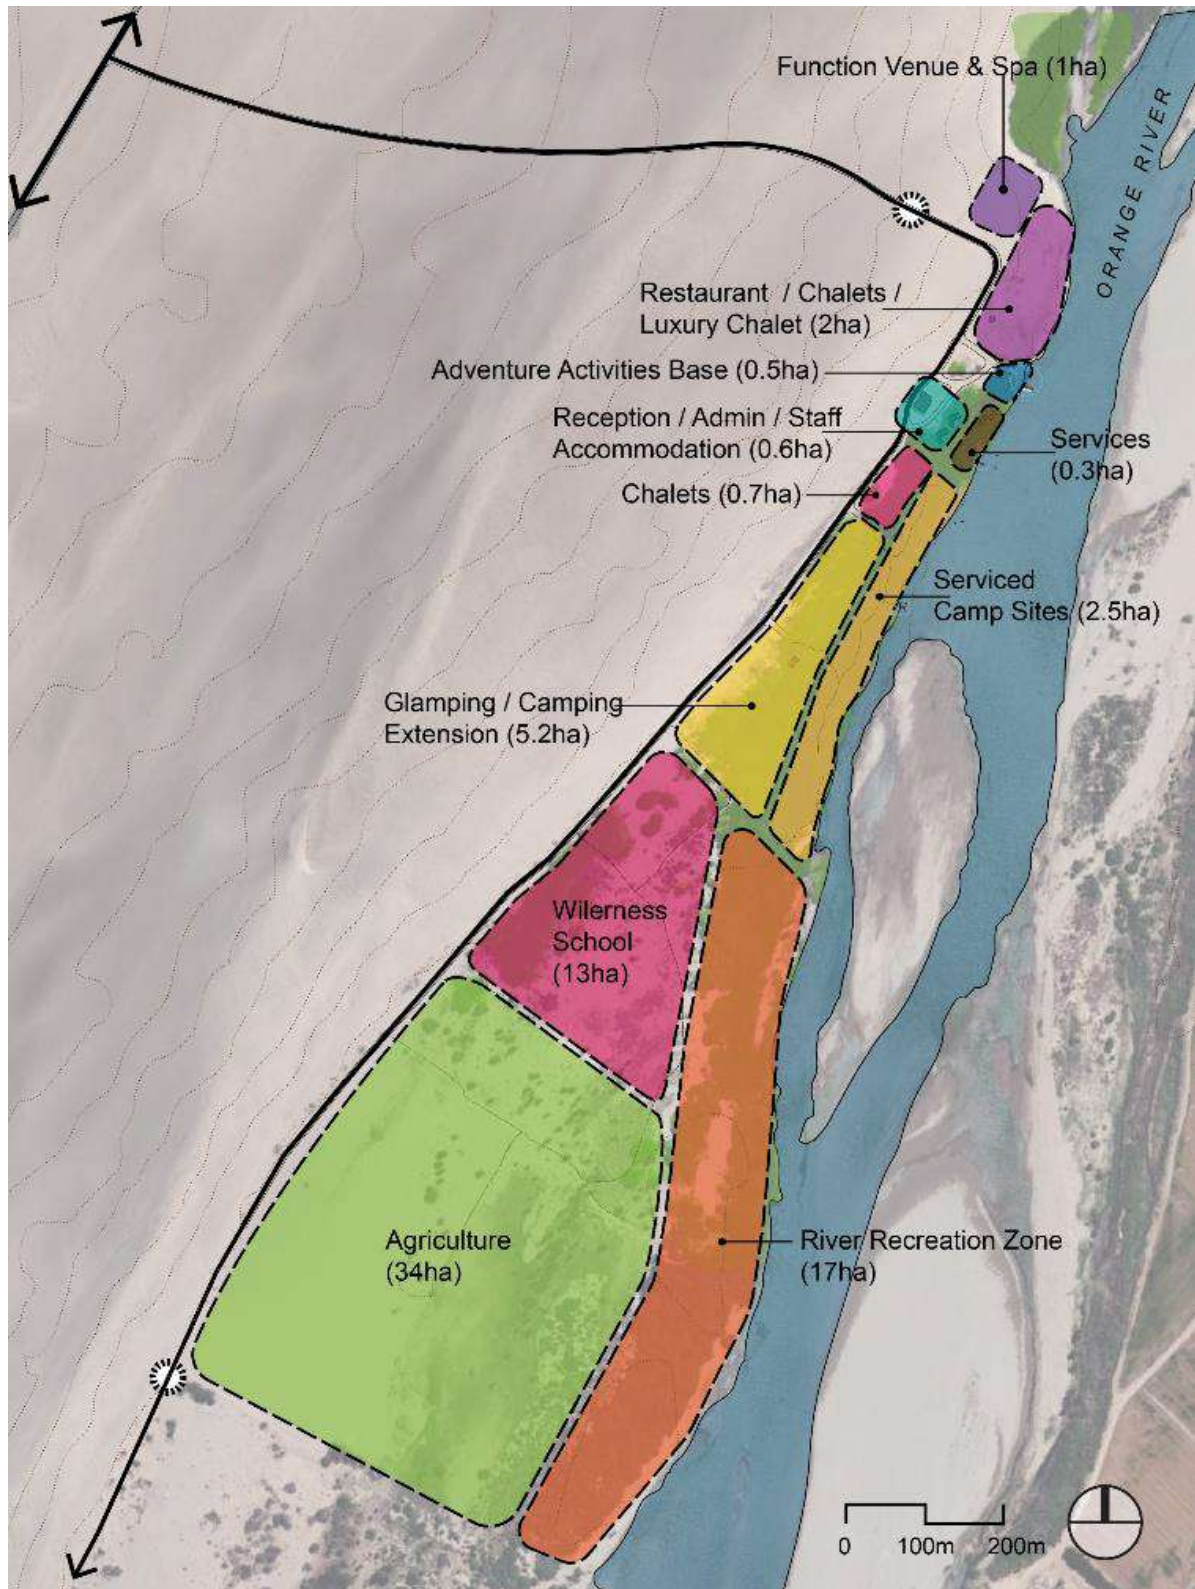 Function Venue & Spa (1ha)
ORANGE RIVER
Restaurant / Chalets /
Luxury Chalet (2ha)
Adventure Activities Base (0.5ha)
Reception / Admin / Staff
Accommodation (0.6ha)
Services
(0.3ha)
Chalets (0.7ha)
Serviced
Camp Sites (2.5ha)
Glamping / Camping
Extension (5.2ha)
Wilerness
School
(13ha)
Agriculture
(34ha)
River Recreation Zone
(17ha)
0 100m 200m